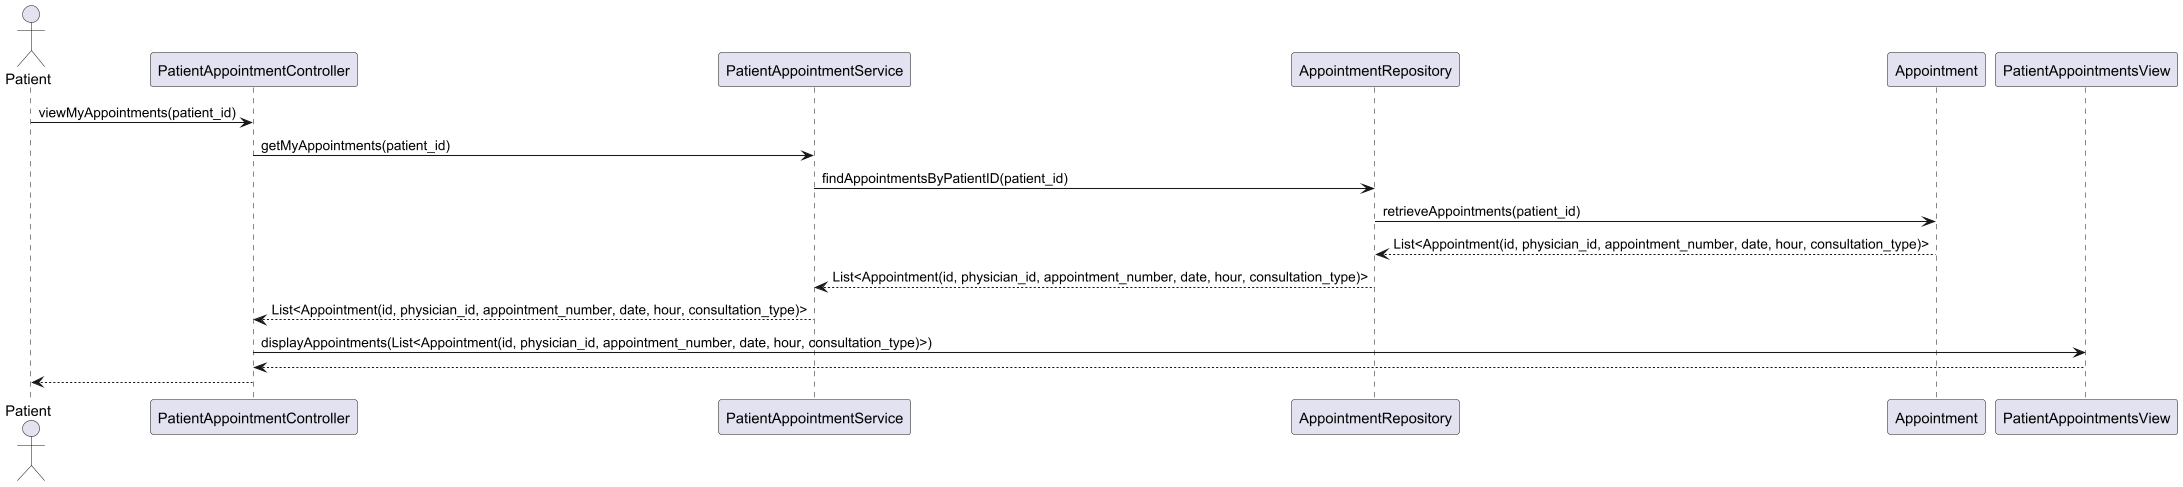 Patient
PatientAppointmentController
PatientAppointmentService
AppointmentRepository
Appointment
PatientAppointmentsView
viewMyAppointments(patient_id)
getMyAppointments(patient_id)
findAppointmentsByPatientID(patient_id)
retrieveAppointments(patient_id)
List<Appointment(id, physician_id, appointment_number, date, hour, consultation_type)>
List<Appointment(id, physician_id, appointment_number, date, hour, consultation_type)>
List<Appointment(id, physician_id, appointment_number, date, hour, consultation_type)>
displayAppointments(List<Appointment(id, physician_id, appointment_number, date, hour, consultation_type)>)
Patient
PatientAppointmentController
PatientAppointmentService
AppointmentRepository
Appointment
PatientAppointmentsView